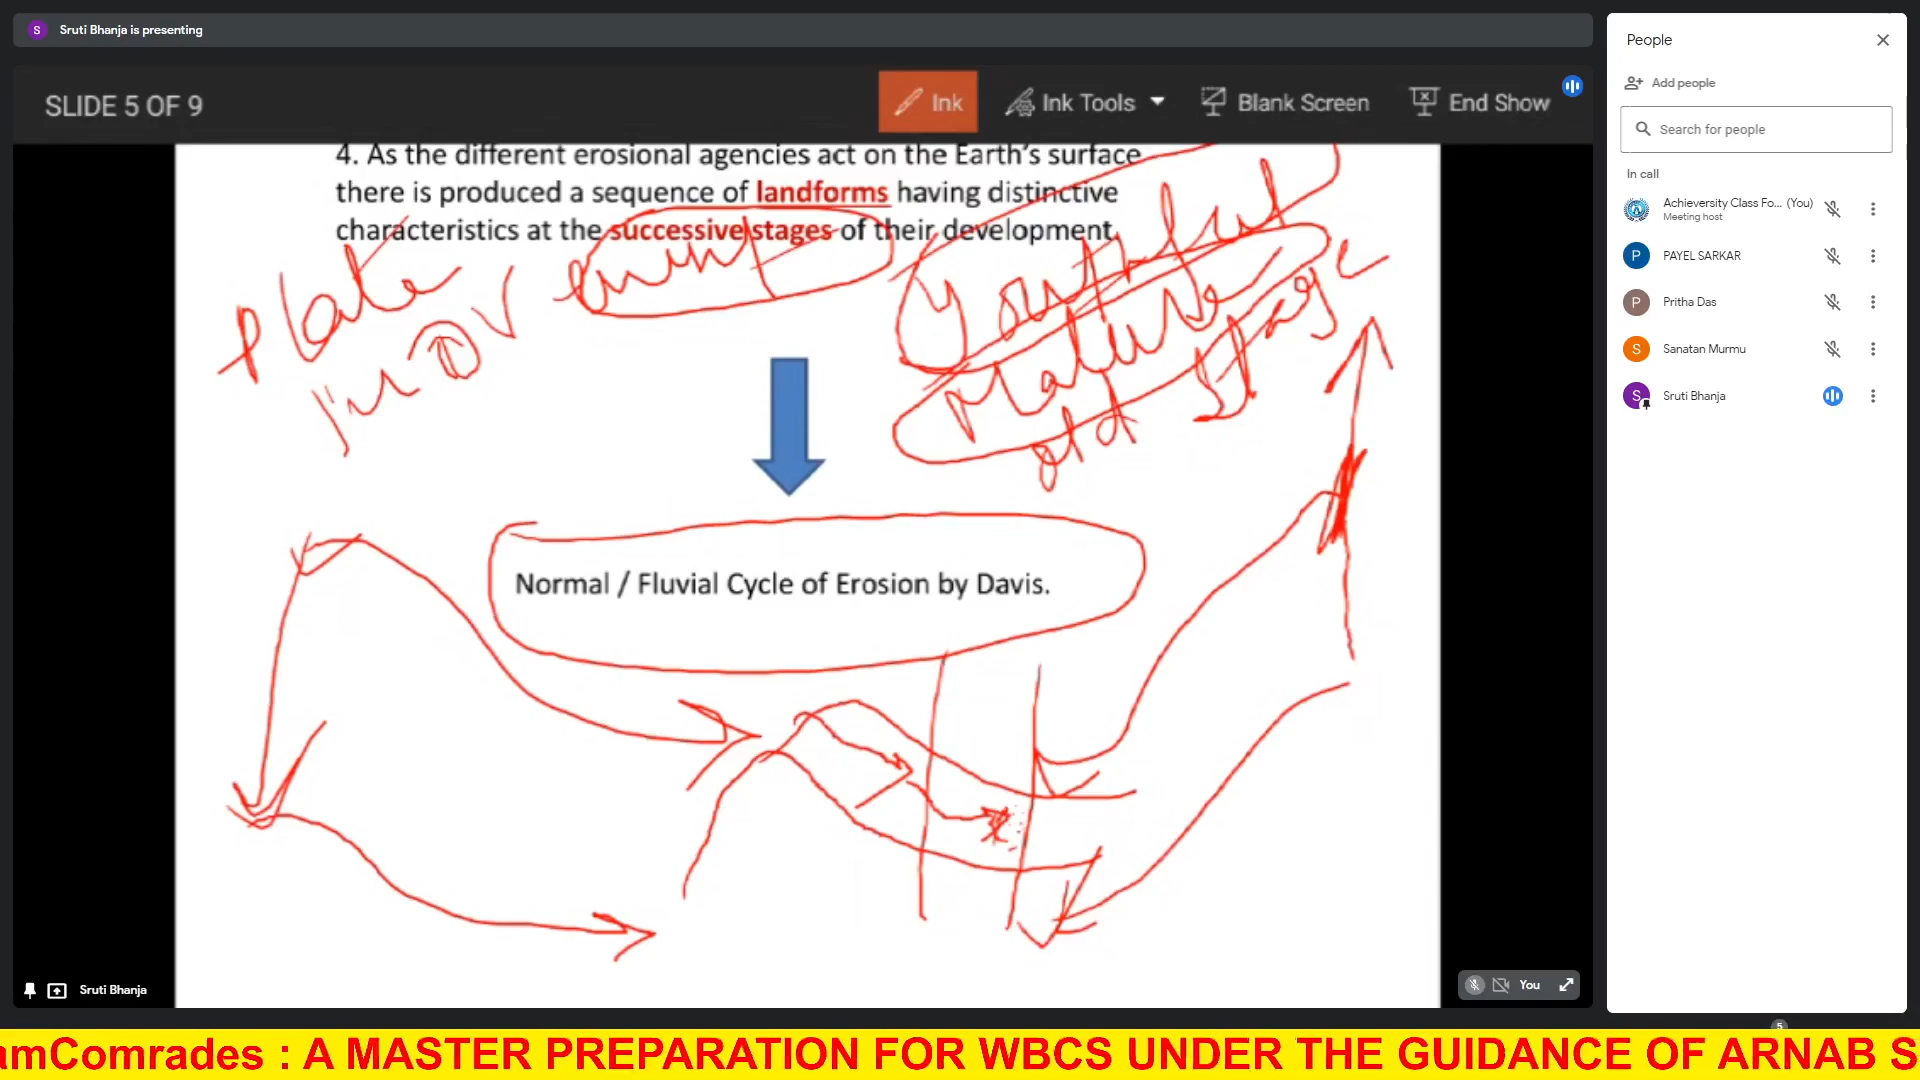 Sruti Bhanja is presenting
SLIDE 5 OF 9
Ink
Ink Tools
Blank Screen
End Show
4. As the different erosional agencies act on the Earth's surface
there is produced a sequence of landforms having distinctive
characteristics at the successive stages of their development.
Plate
Youthful
Mature
old stage
Normal / Fluvial Cycle of Erosion by Davis.
Sruti Bhanja
You
People
Add people
Search for people
In call
Achieversity Class Fo... (You)
Meeting host
P PAYEL SARKAR
P Pritha Das
S Sanatan Murmu
S Sruti Bhanja
5
amComrades : A MASTER PREPARATION FOR WBCS UNDER THE GUIDANCE OF ARNAB S